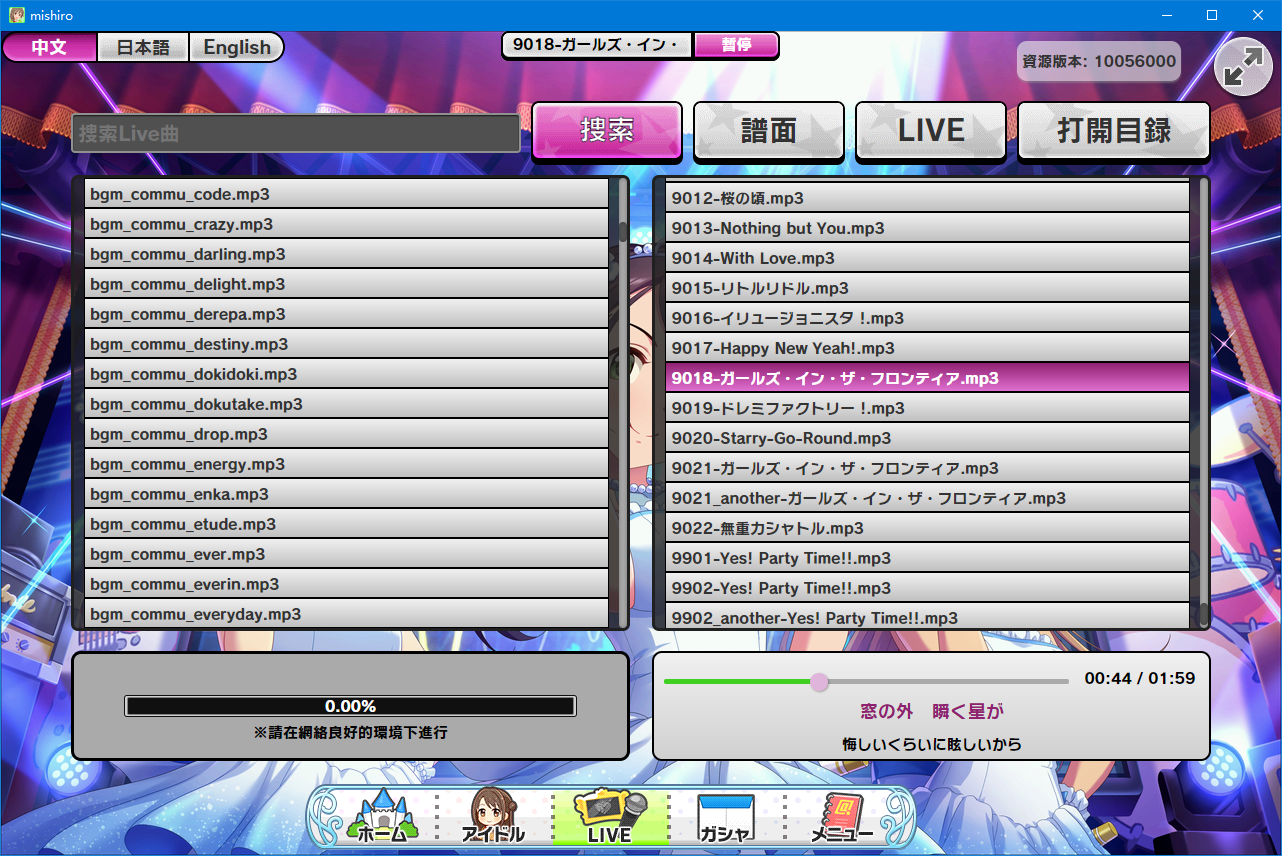 mishiro
中文 日本語 English
9018-ガールズ・イン・ 暫停
資源版本: 10056000
搜索Live曲
搜索 譜面 LIVE 打開目録
bgm_commu_code.mp3
bgm_commu_crazy.mp3
bgm_commu_darling.mp3
bgm_commu_delight.mp3
bgm_commu_derepa.mp3
bgm_commu_destiny.mp3
bgm_commu_dokidoki.mp3
bgm_commu_dokutake.mp3
bgm_commu_drop.mp3
bgm_commu_energy.mp3
bgm_commu_enka.mp3
bgm_commu_etude.mp3
bgm_commu_ever.mp3
bgm_commu_everin.mp3
bgm_commu_everyday.mp3
9012-桜の頃.mp3
9013-Nothing but You.mp3
9014-With Love.mp3
9015-リトルリドル.mp3
9016-イリュージョニスタ！.mp3
9017-Happy New Yeah!.mp3
9018-ガールズ・イン・ザ・フロンティア.mp3
9019-ドレミファクトリー！.mp3
9020-Starry-Go-Round.mp3
9021-ガールズ・イン・ザ・フロンティア.mp3
9021_another-ガールズ・イン・ザ・フロンティア.mp3
9022-無重力シャトル.mp3
9901-Yes! Party Time!!.mp3
9902-Yes! Party Time!!.mp3
9902_another-Yes! Party Time!!.mp3
0.00%
※請在網絡良好的環境下進行
00:44 / 01:59
窓の外　瞬く星が
悔しいくらいに眩しいから
ホーム アイドル LIVE ガシャ メニュー